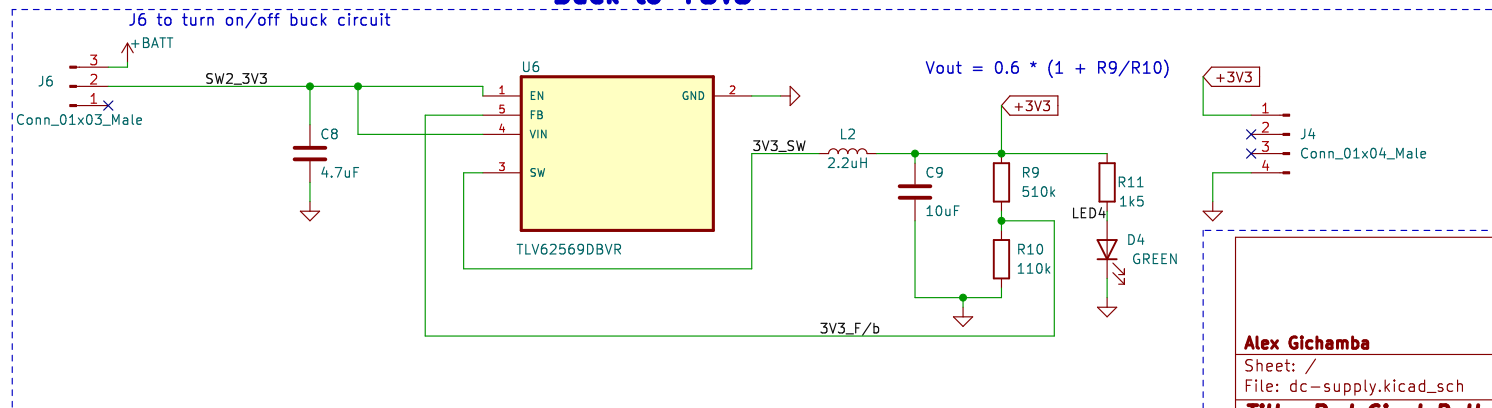 Buck to +3V3
J6 to turn on/off buck circuit
+BATT
3
J6
2
SW2_3V3
1
Conn_01x03_Male
C8
4.7uF
U6
1
EN
GND
2
5
FB
4
VIN
3
SW
TLV62569DBVR
3V3_SW
L2
2.2uH
Vout = 0.6 * (1 + R9/R10)
+3V3
C9
10uF
R9
510k
R10
110k
R11
1k5
LED4
D4
GREEN
3V3_F/b
+3V3
1
2
J4
3
Conn_01x04_Male
4
Alex Gichamba
Sheet: /
File: dc-supply.kicad_sch